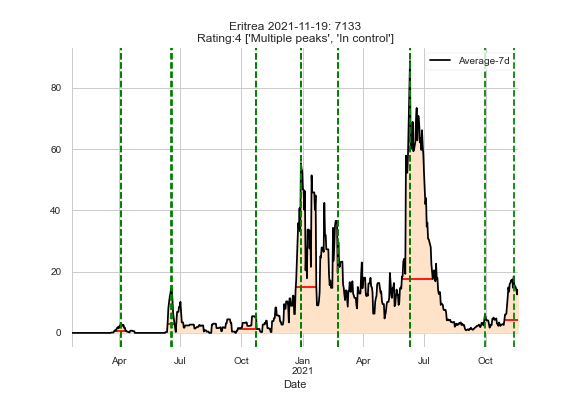 Eritrea 2021-11-19: 7133
Rating:4 ['Multiple peaks', 'In control']
Average-7d
80
60
40
20
0
Apr
Jul
Oct
Jan
2021
Apr
Jul
Oct
Date